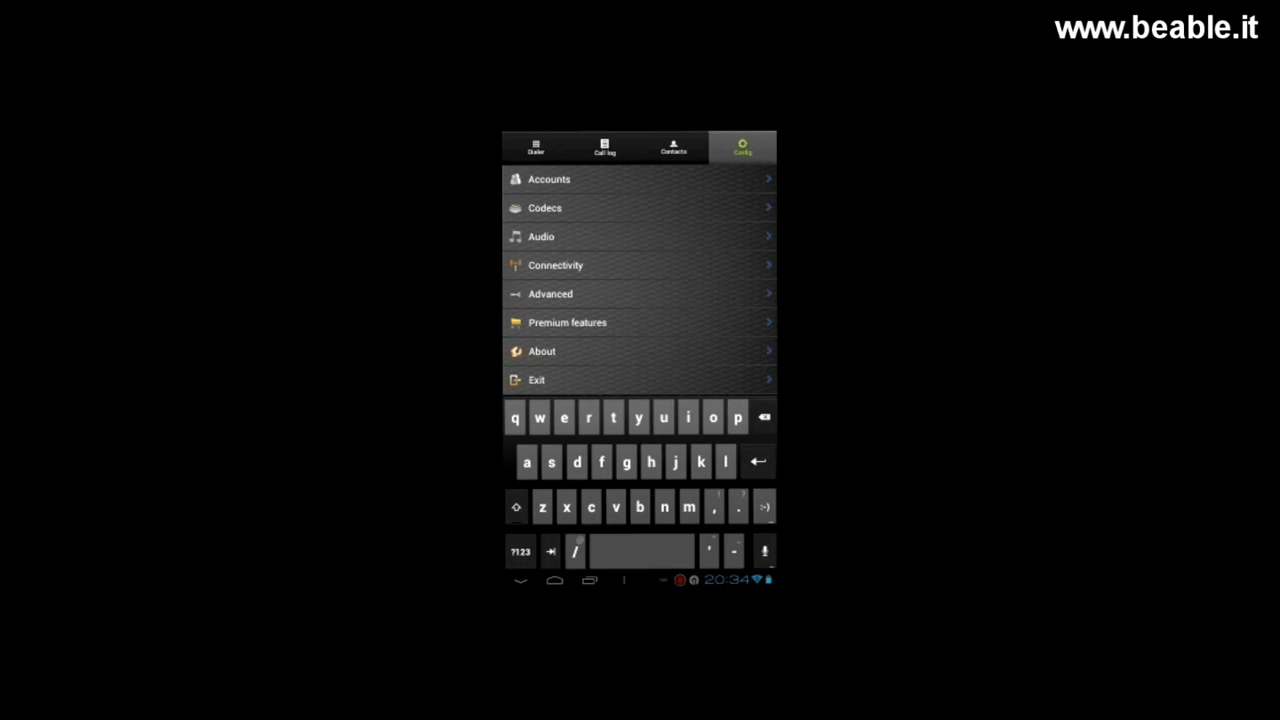 www.beable.it
Dialer Call log Contacts Config
Accounts
Codecs
Audio
Connectivity
Advanced
Premium features
About
Exit
q w e r t y u i o p
a s d f g h j k l
z x c v b n m , ! . ?  :-)
?123 / @ ' " - _
20:34